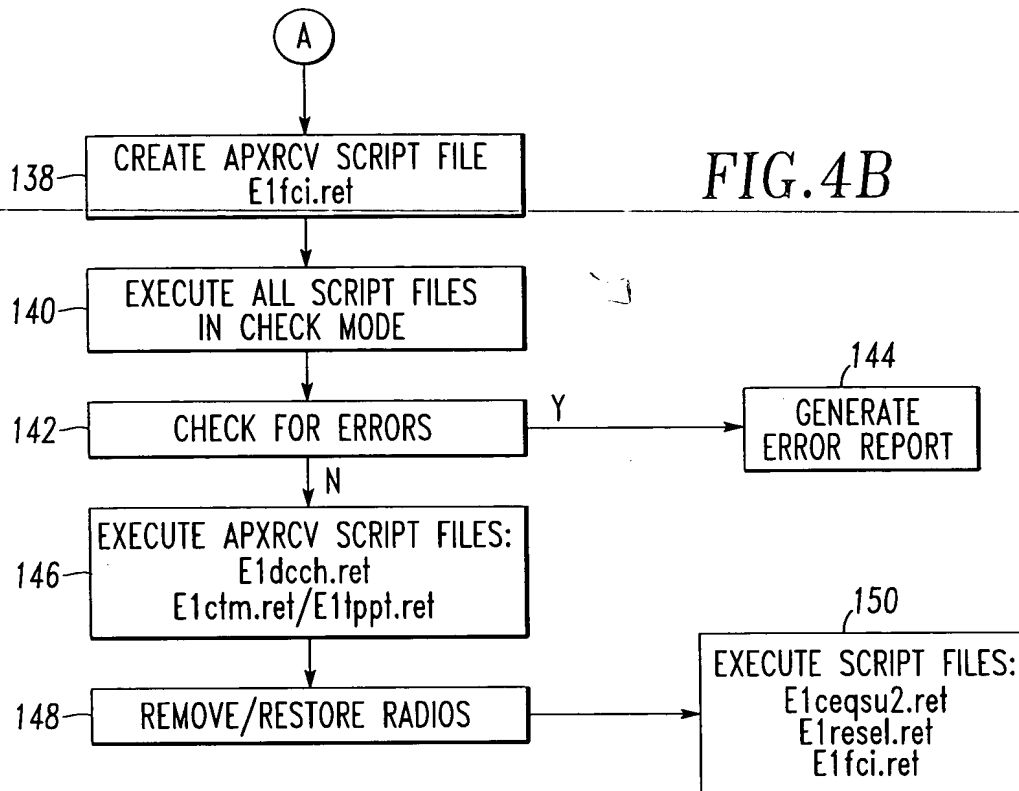 A
138
CREATE APXRCV SCRIPT FILE
E1fci.ret
FIG.4B
140
EXECUTE ALL SCRIPT FILES
IN CHECK MODE
142
CHECK FOR ERRORS
Y
144
GENERATE
ERROR REPORT
N
146
EXECUTE APXRCV SCRIPT FILES:
E1dcch.ret
E1ctm.ret/E1tppt.ret
148
REMOVE/RESTORE RADIOS
150
EXECUTE SCRIPT FILES:
E1ceqsu2.ret
E1resel.ret
E1fci.ret